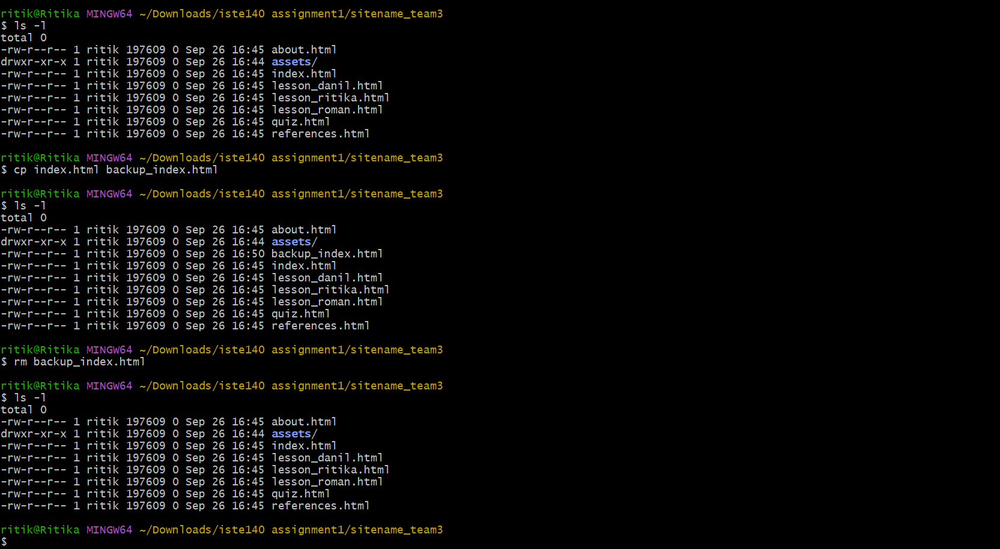 ritik@Ritika MINGW64 ~/Downloads/iste140 assignment1/sitename_team3
$ ls -l
total 0
-rw-r--r-- 1 ritik 197609 0 Sep 26 16:45 about.html
drwxr-xr-x 1 ritik 197609 0 Sep 26 16:44 assets/
-rw-r--r-- 1 ritik 197609 0 Sep 26 16:45 index.html
-rw-r--r-- 1 ritik 197609 0 Sep 26 16:45 lesson_danil.html
-rw-r--r-- 1 ritik 197609 0 Sep 26 16:45 lesson_ritika.html
-rw-r--r-- 1 ritik 197609 0 Sep 26 16:45 lesson_roman.html
-rw-r--r-- 1 ritik 197609 0 Sep 26 16:45 quiz.html
-rw-r--r-- 1 ritik 197609 0 Sep 26 16:45 references.html
ritik@Ritika MINGW64 ~/Downloads/iste140 assignment1/sitename_team3
$ cp index.html backup_index.html
ritik@Ritika MINGW64 ~/Downloads/iste140 assignment1/sitename_team3
$ ls -l
total 0
-rw-r--r-- 1 ritik 197609 0 Sep 26 16:45 about.html
drwxr-xr-x 1 ritik 197609 0 Sep 26 16:44 assets/
-rw-r--r-- 1 ritik 197609 0 Sep 26 16:50 backup_index.html
-rw-r--r-- 1 ritik 197609 0 Sep 26 16:45 index.html
-rw-r--r-- 1 ritik 197609 0 Sep 26 16:45 lesson_danil.html
-rw-r--r-- 1 ritik 197609 0 Sep 26 16:45 lesson_ritika.html
-rw-r--r-- 1 ritik 197609 0 Sep 26 16:45 lesson_roman.html
-rw-r--r-- 1 ritik 197609 0 Sep 26 16:45 quiz.html
-rw-r--r-- 1 ritik 197609 0 Sep 26 16:45 references.html
ritik@Ritika MINGW64 ~/Downloads/iste140 assignment1/sitename_team3
$ rm backup_index.html
ritik@Ritika MINGW64 ~/Downloads/iste140 assignment1/sitename_team3
$ ls -l
total 0
-rw-r--r-- 1 ritik 197609 0 Sep 26 16:45 about.html
drwxr-xr-x 1 ritik 197609 0 Sep 26 16:44 assets/
-rw-r--r-- 1 ritik 197609 0 Sep 26 16:45 index.html
-rw-r--r-- 1 ritik 197609 0 Sep 26 16:45 lesson_danil.html
-rw-r--r-- 1 ritik 197609 0 Sep 26 16:45 lesson_ritika.html
-rw-r--r-- 1 ritik 197609 0 Sep 26 16:45 lesson_roman.html
-rw-r--r-- 1 ritik 197609 0 Sep 26 16:45 quiz.html
-rw-r--r-- 1 ritik 197609 0 Sep 26 16:45 references.html
ritik@Ritika MINGW64 ~/Downloads/iste140 assignment1/sitename_team3
$